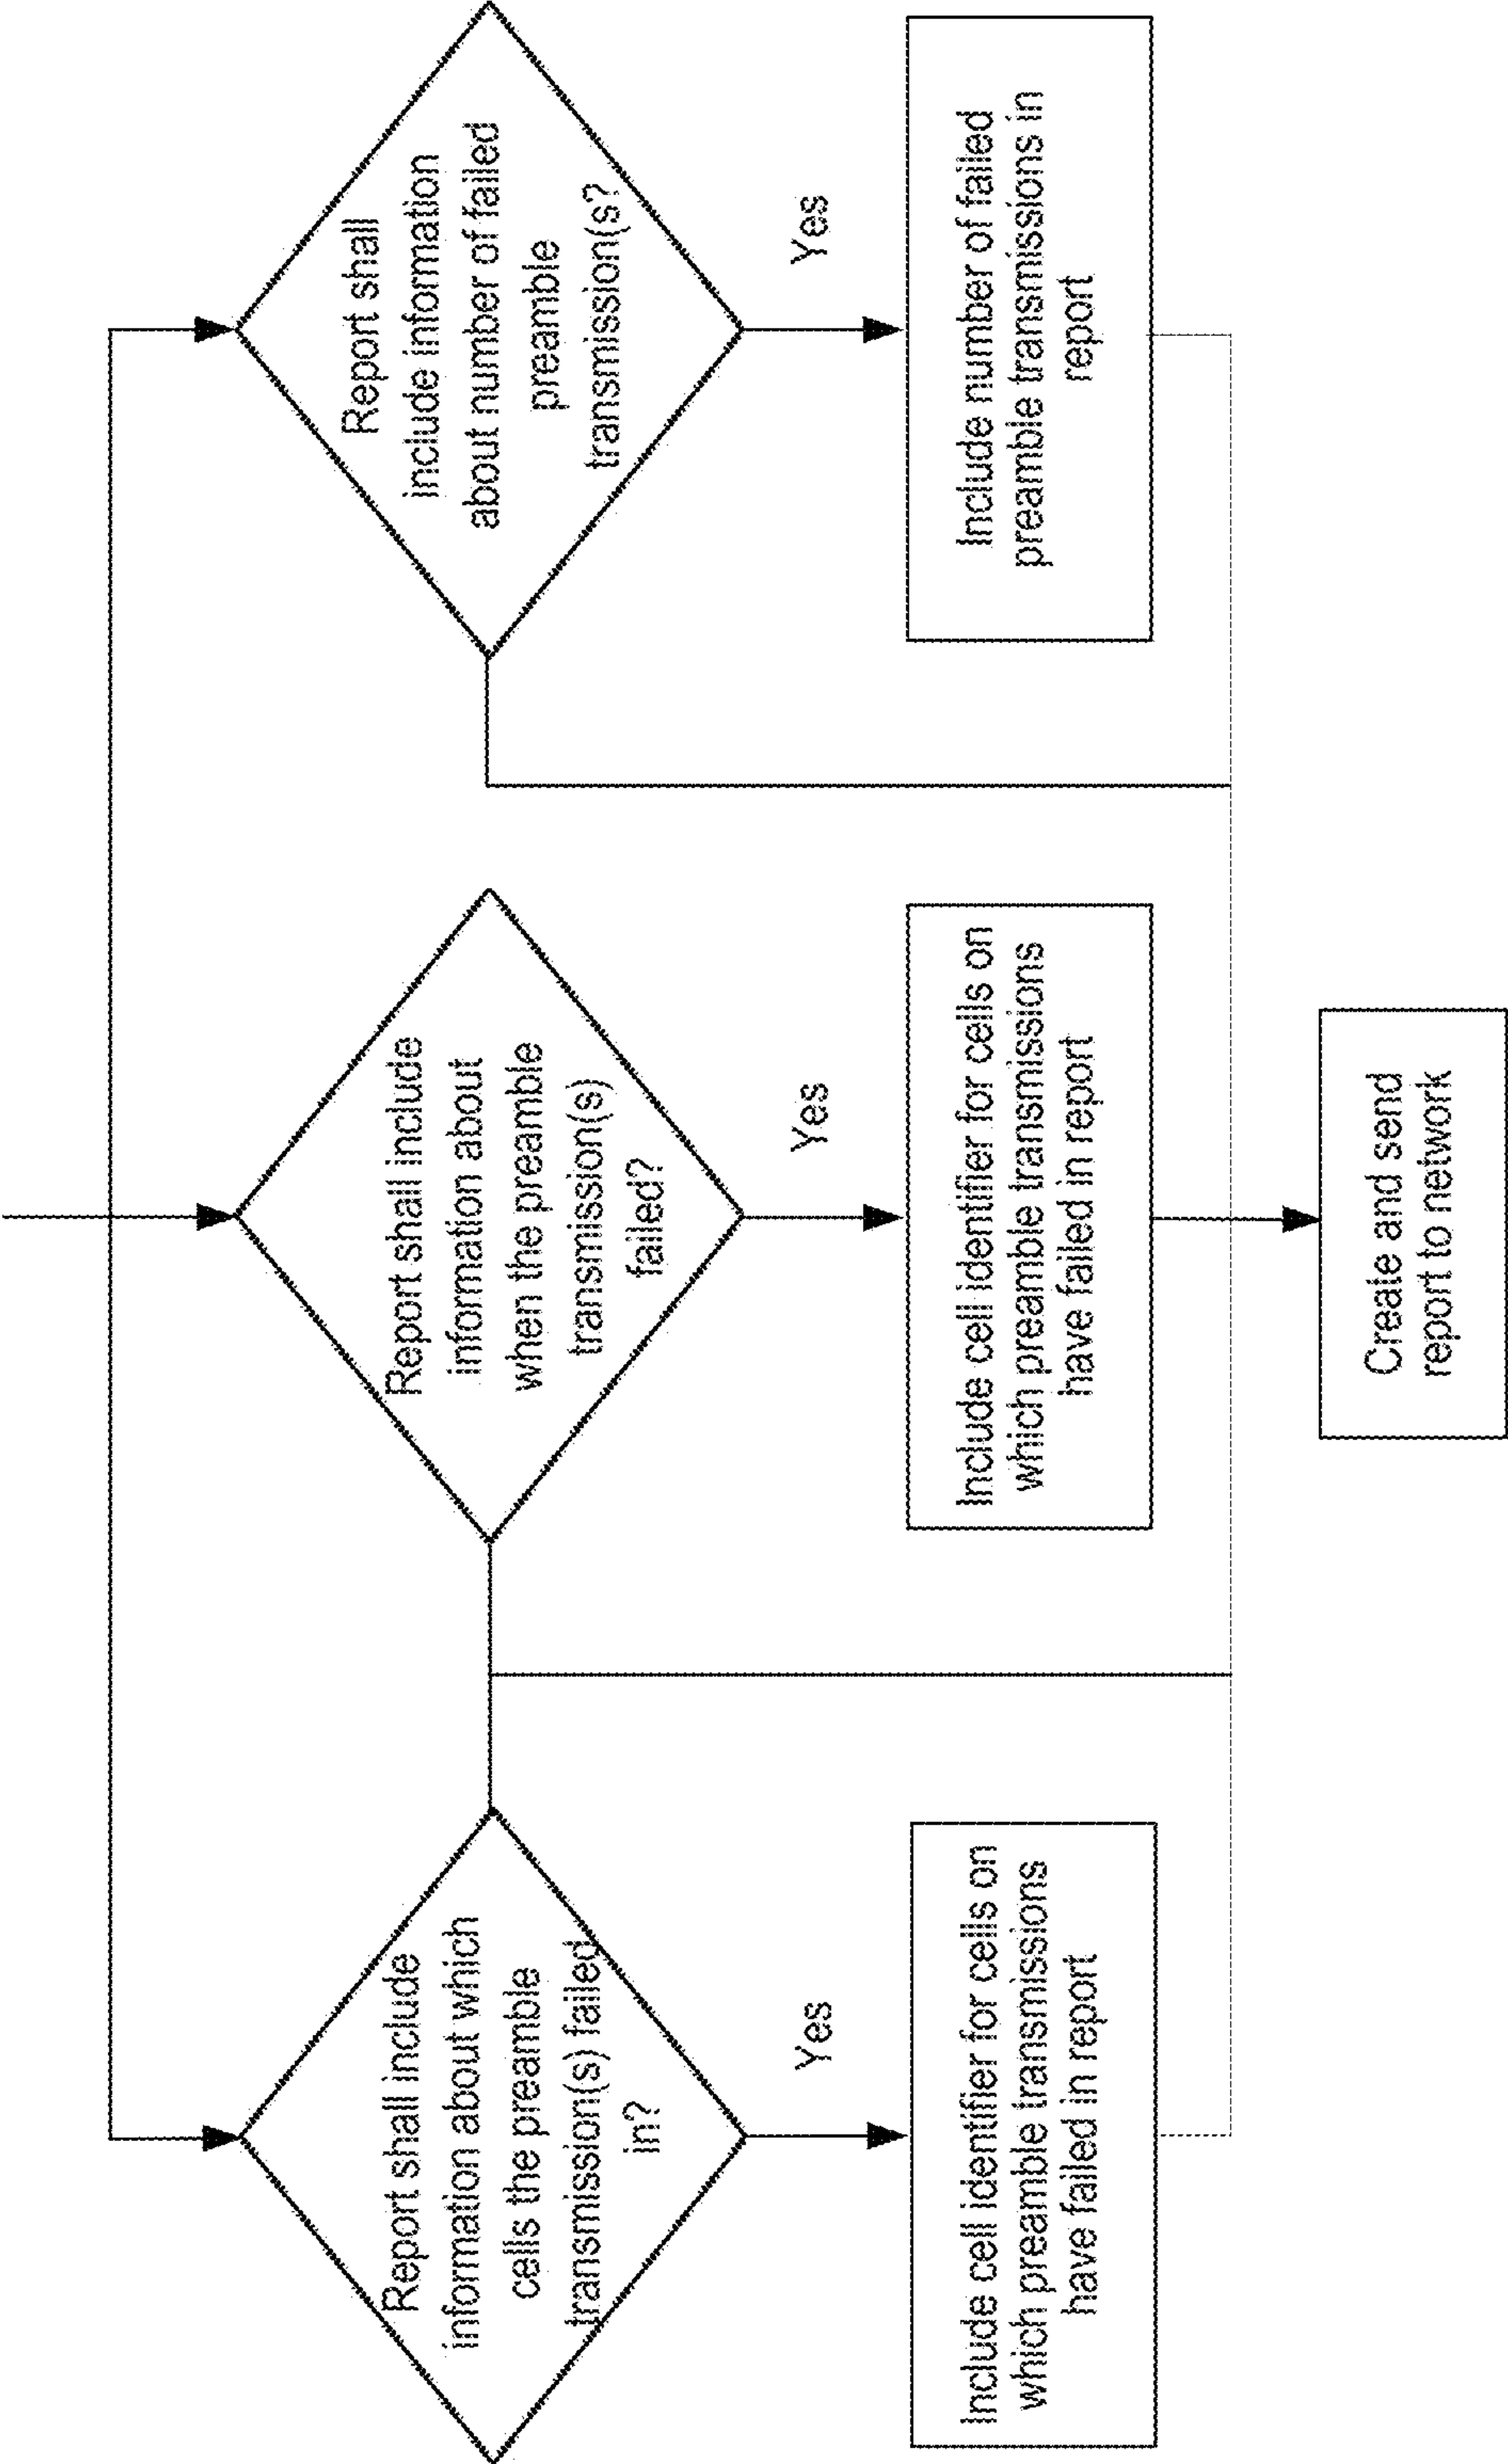 Report shall include
information about which
cells the preamble
transmission(s) failed
in?
Yes
Include cell identifier for cells on
which preamble transmissions
have failed in report
Report shall include
information about
when the preamble
transmission(s)
failed?
Yes
Include cell identifier for cells on
which preamble transmissions
have failed in report
Report shall
include information
about number of failed
preamble
transmission(s?
Yes
Include number of failed
preamble transmissions in
report
Create and send
report to network